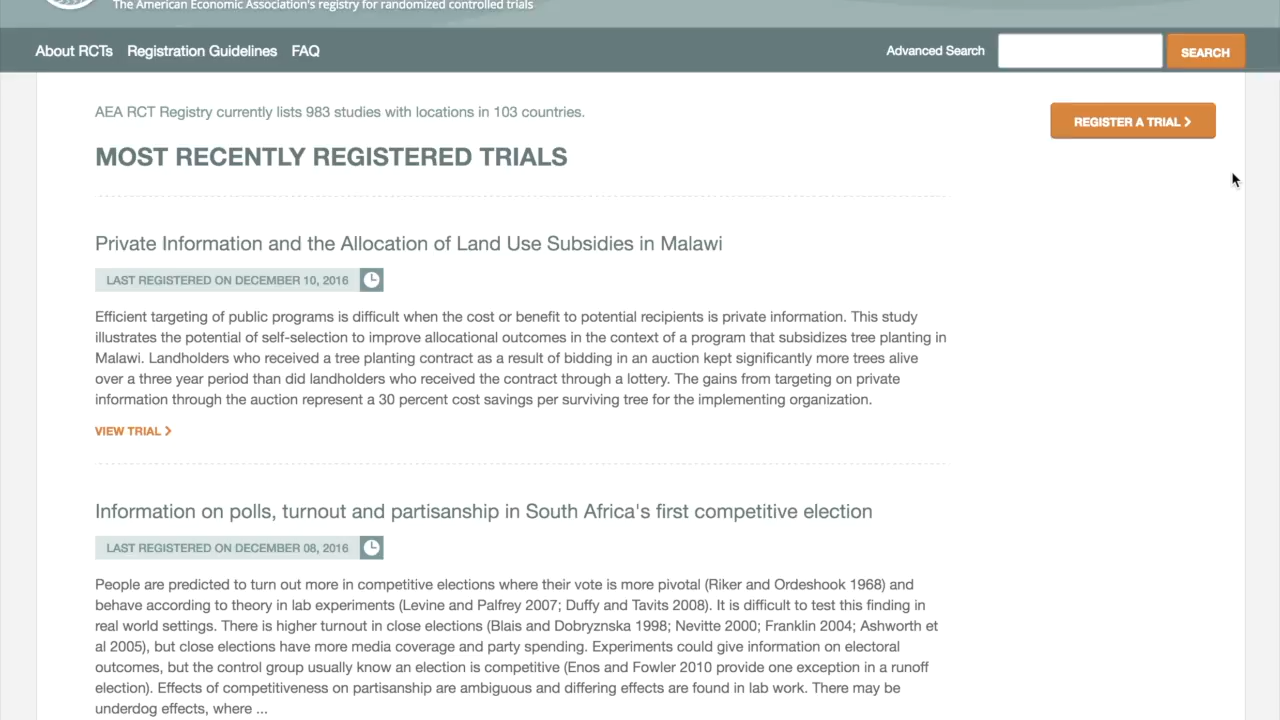 The American Economic Association's registry for randomized controlled trials
About RCTs Registration Guidelines FAQ Advanced Search SEARCH
AEA RCT Registry currently lists 983 studies with locations in 103 countries.
REGISTER A TRIAL
MOST RECENTLY REGISTERED TRIALS
Private Information and the Allocation of Land Use Subsidies in Malawi
LAST REGISTERED ON DECEMBER 10, 2016
Efficient targeting of public programs is difficult when the cost or benefit to potential recipients is private information. This study
illustrates the potential of self-selection to improve allocational outcomes in the context of a program that subsidizes tree planting in
Malawi. Landholders who received a tree planting contract as a result of bidding in an auction kept significantly more trees alive
over a three year period than did landholders who received the contract through a lottery. The gains from targeting on private
information through the auction represent a 30 percent cost savings per surviving tree for the implementing organization.
VIEW TRIAL
Information on polls, turnout and partisanship in South Africa's first competitive election
LAST REGISTERED ON DECEMBER 08, 2016
People are predicted to turn out more in competitive elections where their vote is more pivotal (Riker and Ordeshook 1968) and
behave according to theory in lab experiments (Levine and Palfrey 2007; Duffy and Tavits 2008). It is difficult to test this finding in
real world settings. There is higher turnout in close elections (Blais and Dobryznska 1998; Nevitte 2000; Franklin 2004; Ashworth et
al 2005), but close elections have more media coverage and party spending. Experiments could give information on electoral
outcomes, but the control group usually know an election is competitive (Enos and Fowler 2010 provide one exception in a runoff
election). Effects of competitiveness on partisanship are ambiguous and differing effects are found in lab work. There may be
underdog effects, where ...